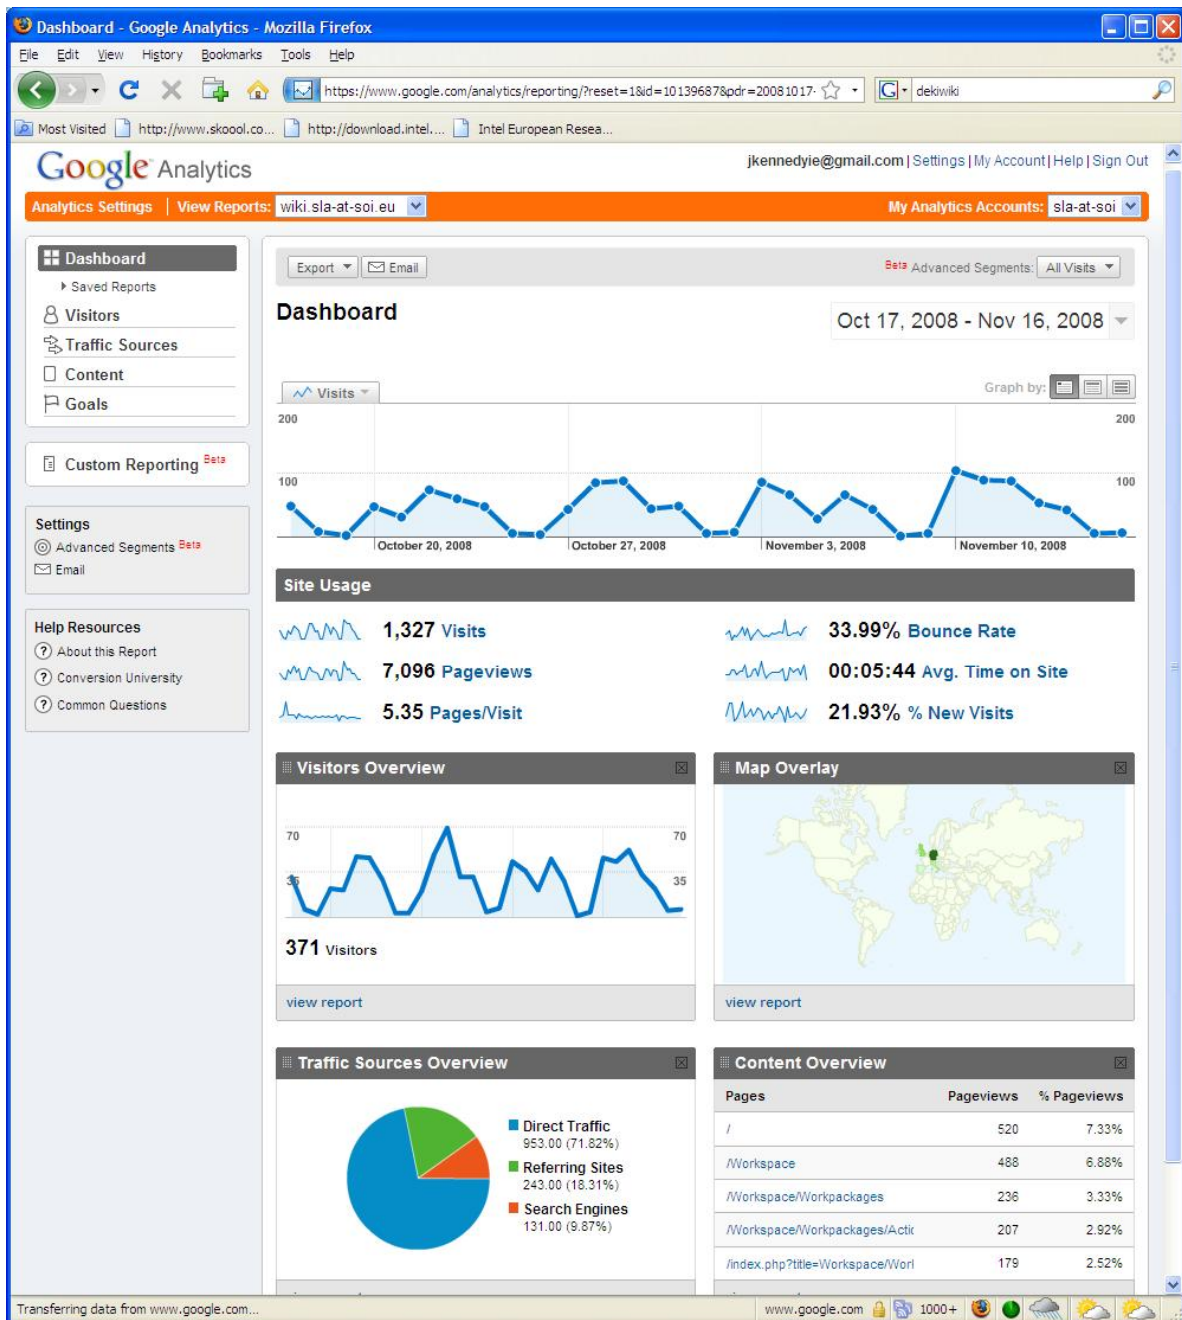 Dashboard - Google Analytics - Mozilla Firefox
File Edit View History Bookmarks Tools Help
https://www.google.com/analytics/reporting/?reset=1&id=10139687&pdr=20081017- dekiwiki
Most Visited http://www.skoool.co... http://download.intel.... Intel European Resea...
Google Analytics
jkennedyie@gmail.com | Settings | My Account | Help | Sign Out
Analytics Settings | View Reports: wiki.sla-at-soi.eu My Analytics Accounts: sla-at-soi
Dashboard
Saved Reports
Visitors
Traffic Sources
Content
Goals
Custom Reporting Beta
Settings
Advanced Segments Beta
Email
Help Resources
About this Report
Conversion University
Common Questions
Export Email Beta Advanced Segments: All Visits
Dashboard
Oct 17, 2008 - Nov 16, 2008
Visits Graph by:
200 200
100 100
October 20, 2008 October 27, 2008 November 3, 2008 November 10, 2008
Site Usage
1,327 Visits 33.99% Bounce Rate
7,096 Pageviews 00:05:44 Avg. Time on Site
5.35 Pages/Visit 21.93% % New Visits
Visitors Overview
70 70
35 35
371 Visitors
view report
Map Overlay
view report
Traffic Sources Overview
Direct Traffic
953.00 (71.82%)
Referring Sites
243.00 (18.31%)
Search Engines
131.00 (9.87%)
Content Overview
Pages Pageviews % Pageviews
/ 520 7.33%
/Workspace 488 6.88%
/Workspace/Workpackages 236 3.33%
/Workspace/Workpackages/Actic 207 2.92%
/index.php?title=Workspace/Worl 179 2.52%
Transferring data from www.google.com... www.google.com 1000+